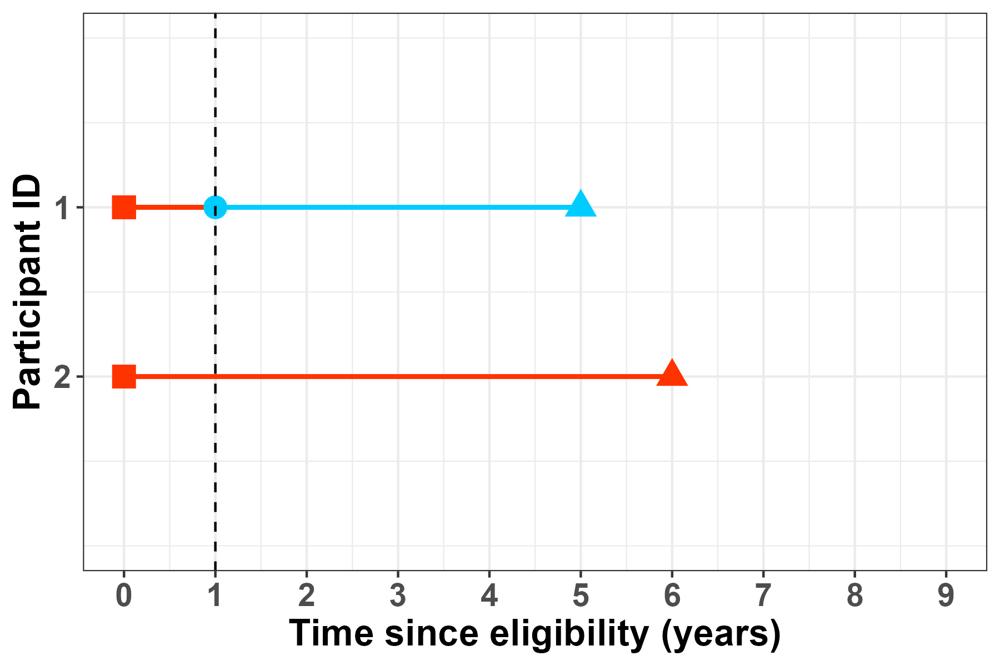 Participant ID
1
2
0 1 2 3 4 5 6 7 8 9
Time since eligibility (years)